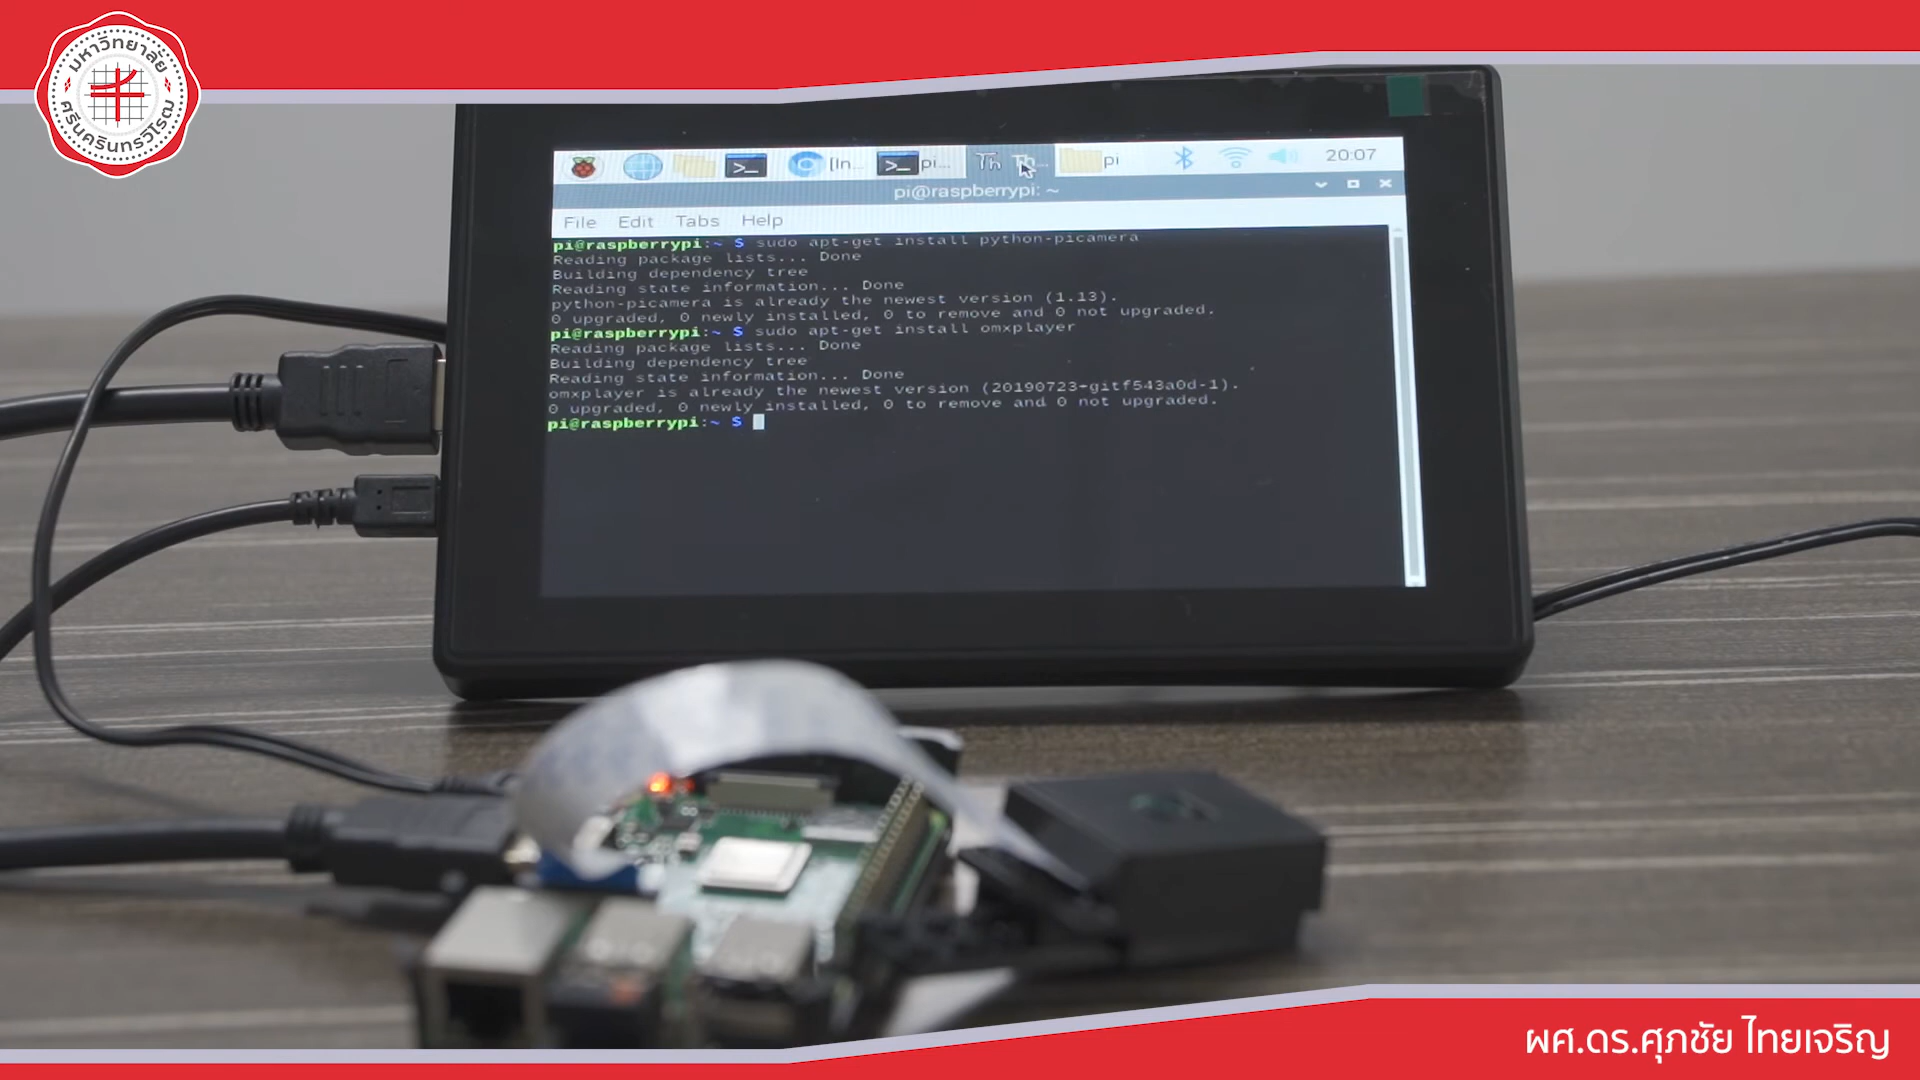 มหาวิทยาลัย
ศรีนครินทรวิโรฒ
[In...
pi...
Th
Th...
pi
20:07
pi@raspberrypi: ~
File Edit Tabs Help
pi@raspberrypi:~ $ sudo apt-get install python-picamera
Reading package lists... Done
Building dependency tree
Reading state information... Done
python-picamera is already the newest version (1.13).
0 upgraded, 0 newly installed, 0 to remove and 0 not upgraded.
pi@raspberrypi:~ $ sudo apt-get install omxplayer
Reading package lists... Done
Building dependency tree
Reading state information... Done
omxplayer is already the newest version (20190723~gitf543a0d-1).
0 upgraded, 0 newly installed, 0 to remove and 0 not upgraded.
pi@raspberrypi:~ $
ผศ.ดร.ศุภชัย ไทยเจริญ